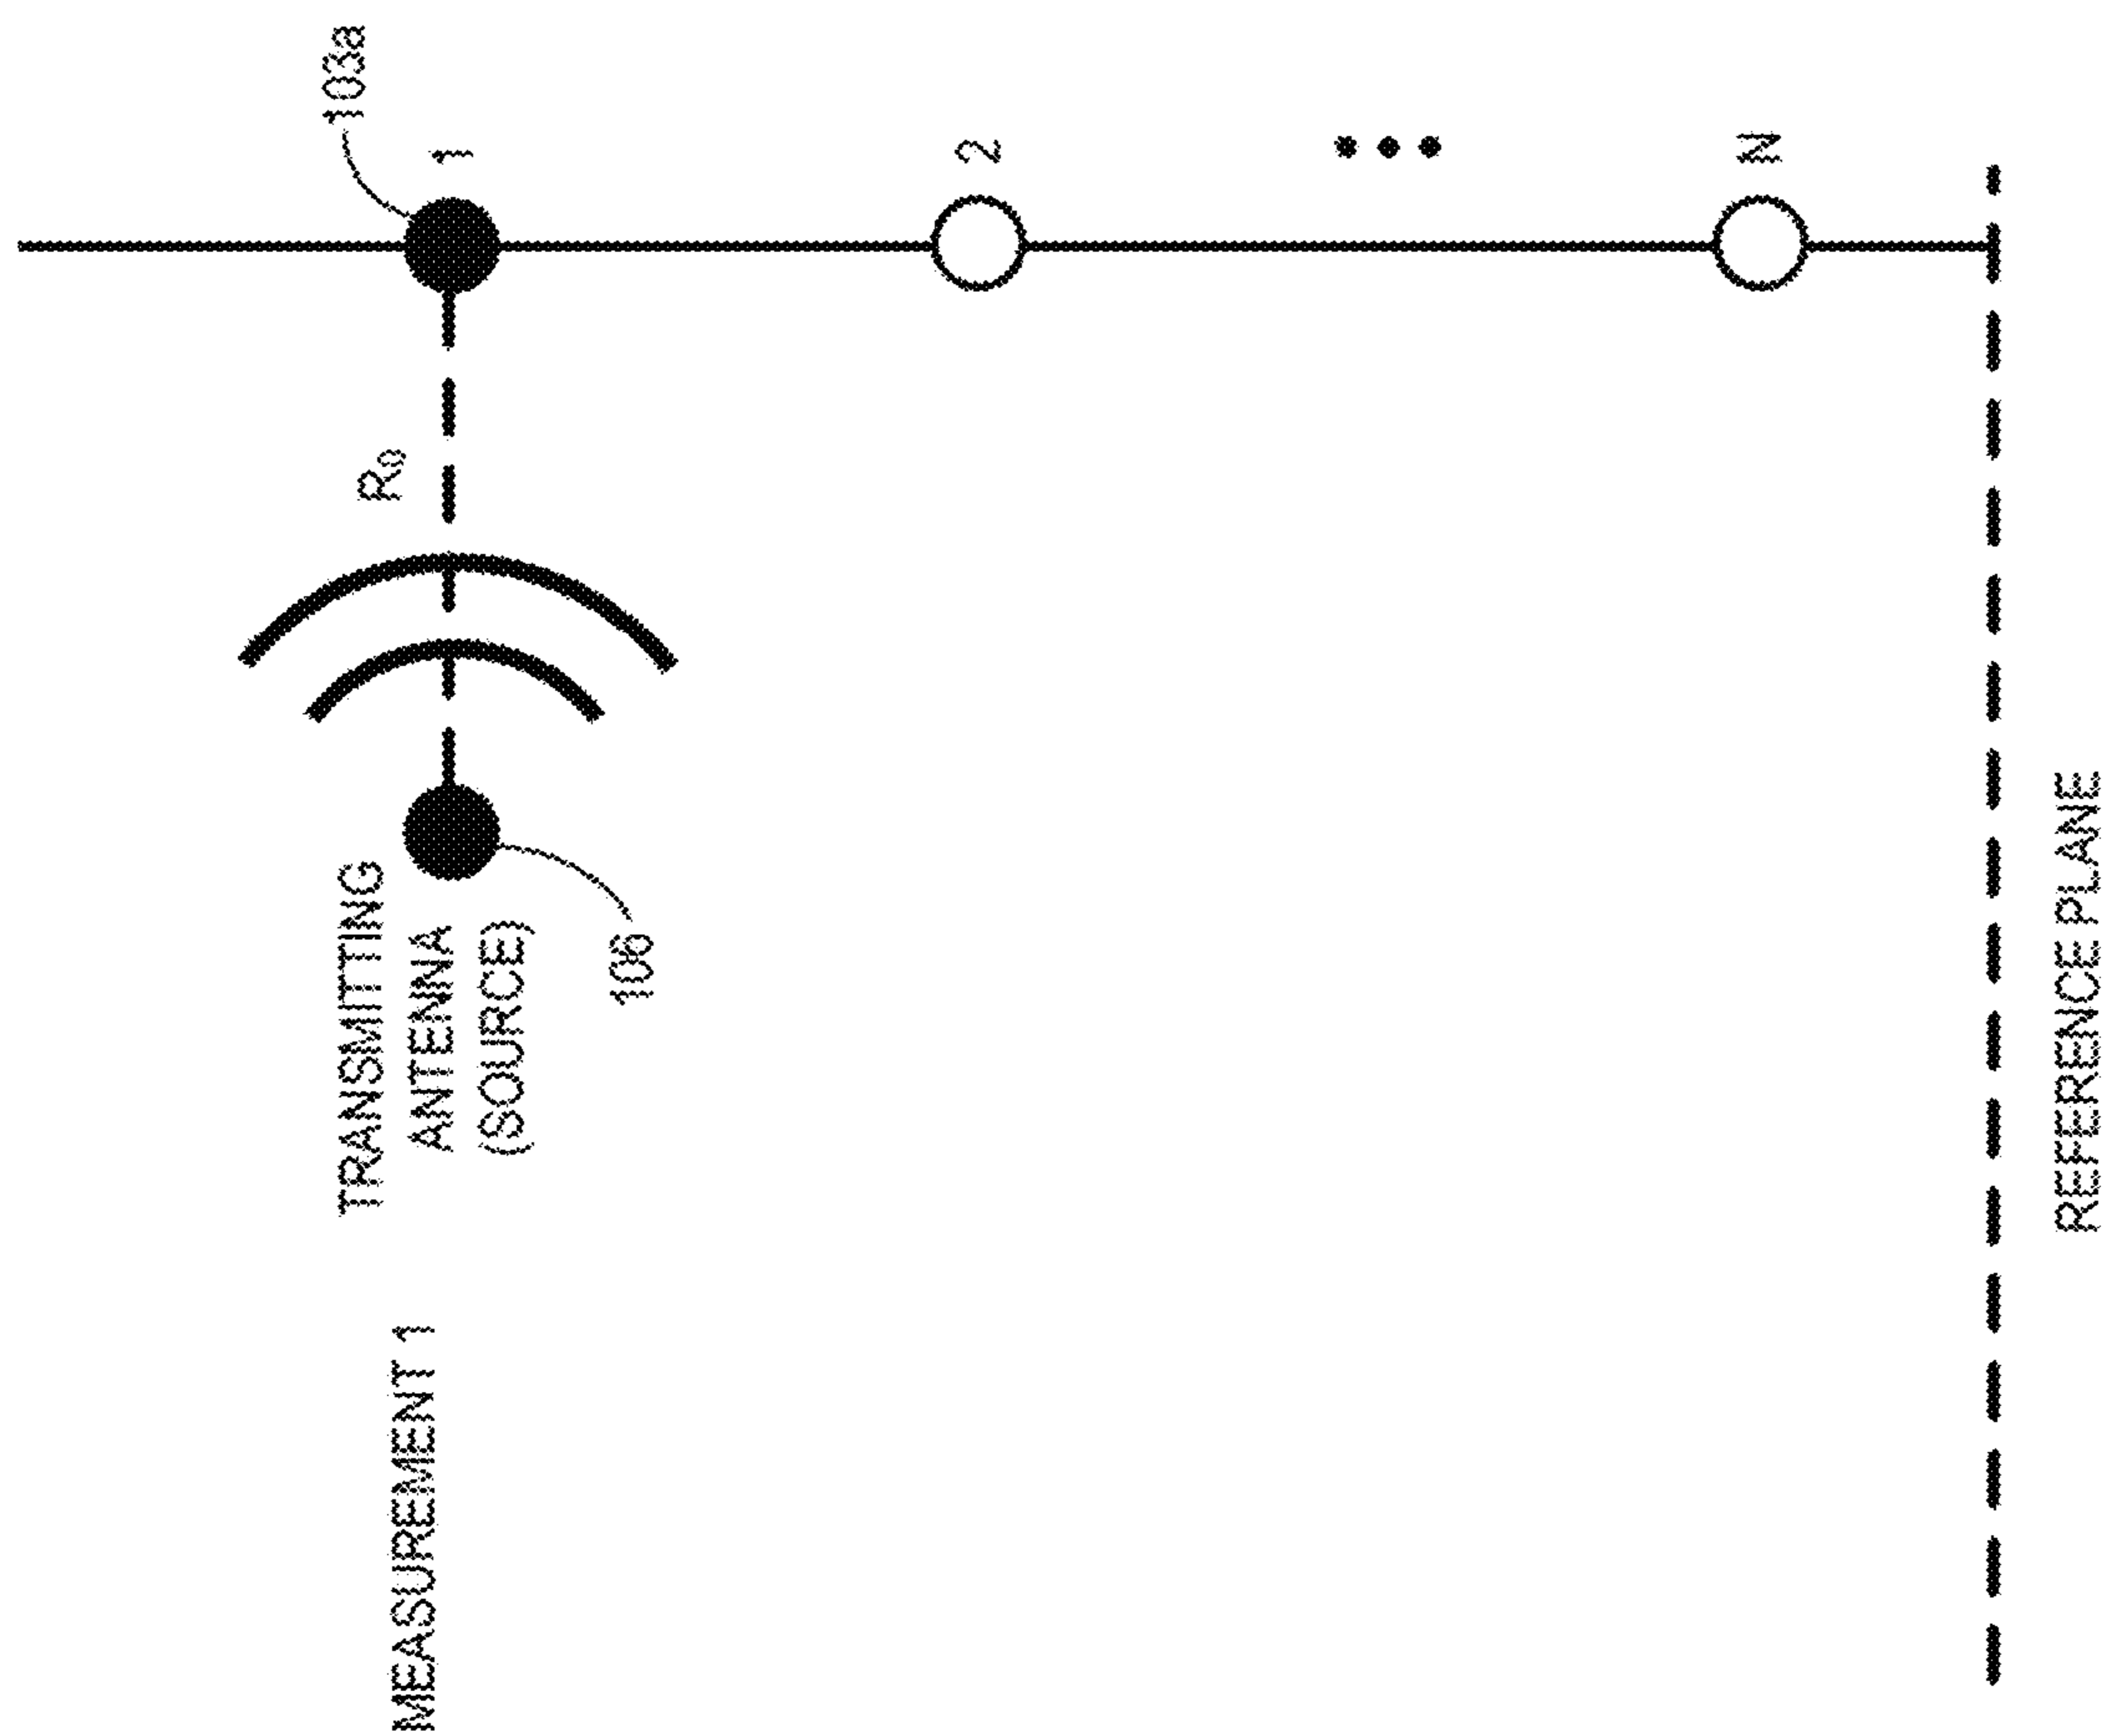 MEASUREMENT 1
TRANSMITTING
ANTENNA
(SOURCE)
106
R0
103a
1
2
N
REFERENCE PLANE